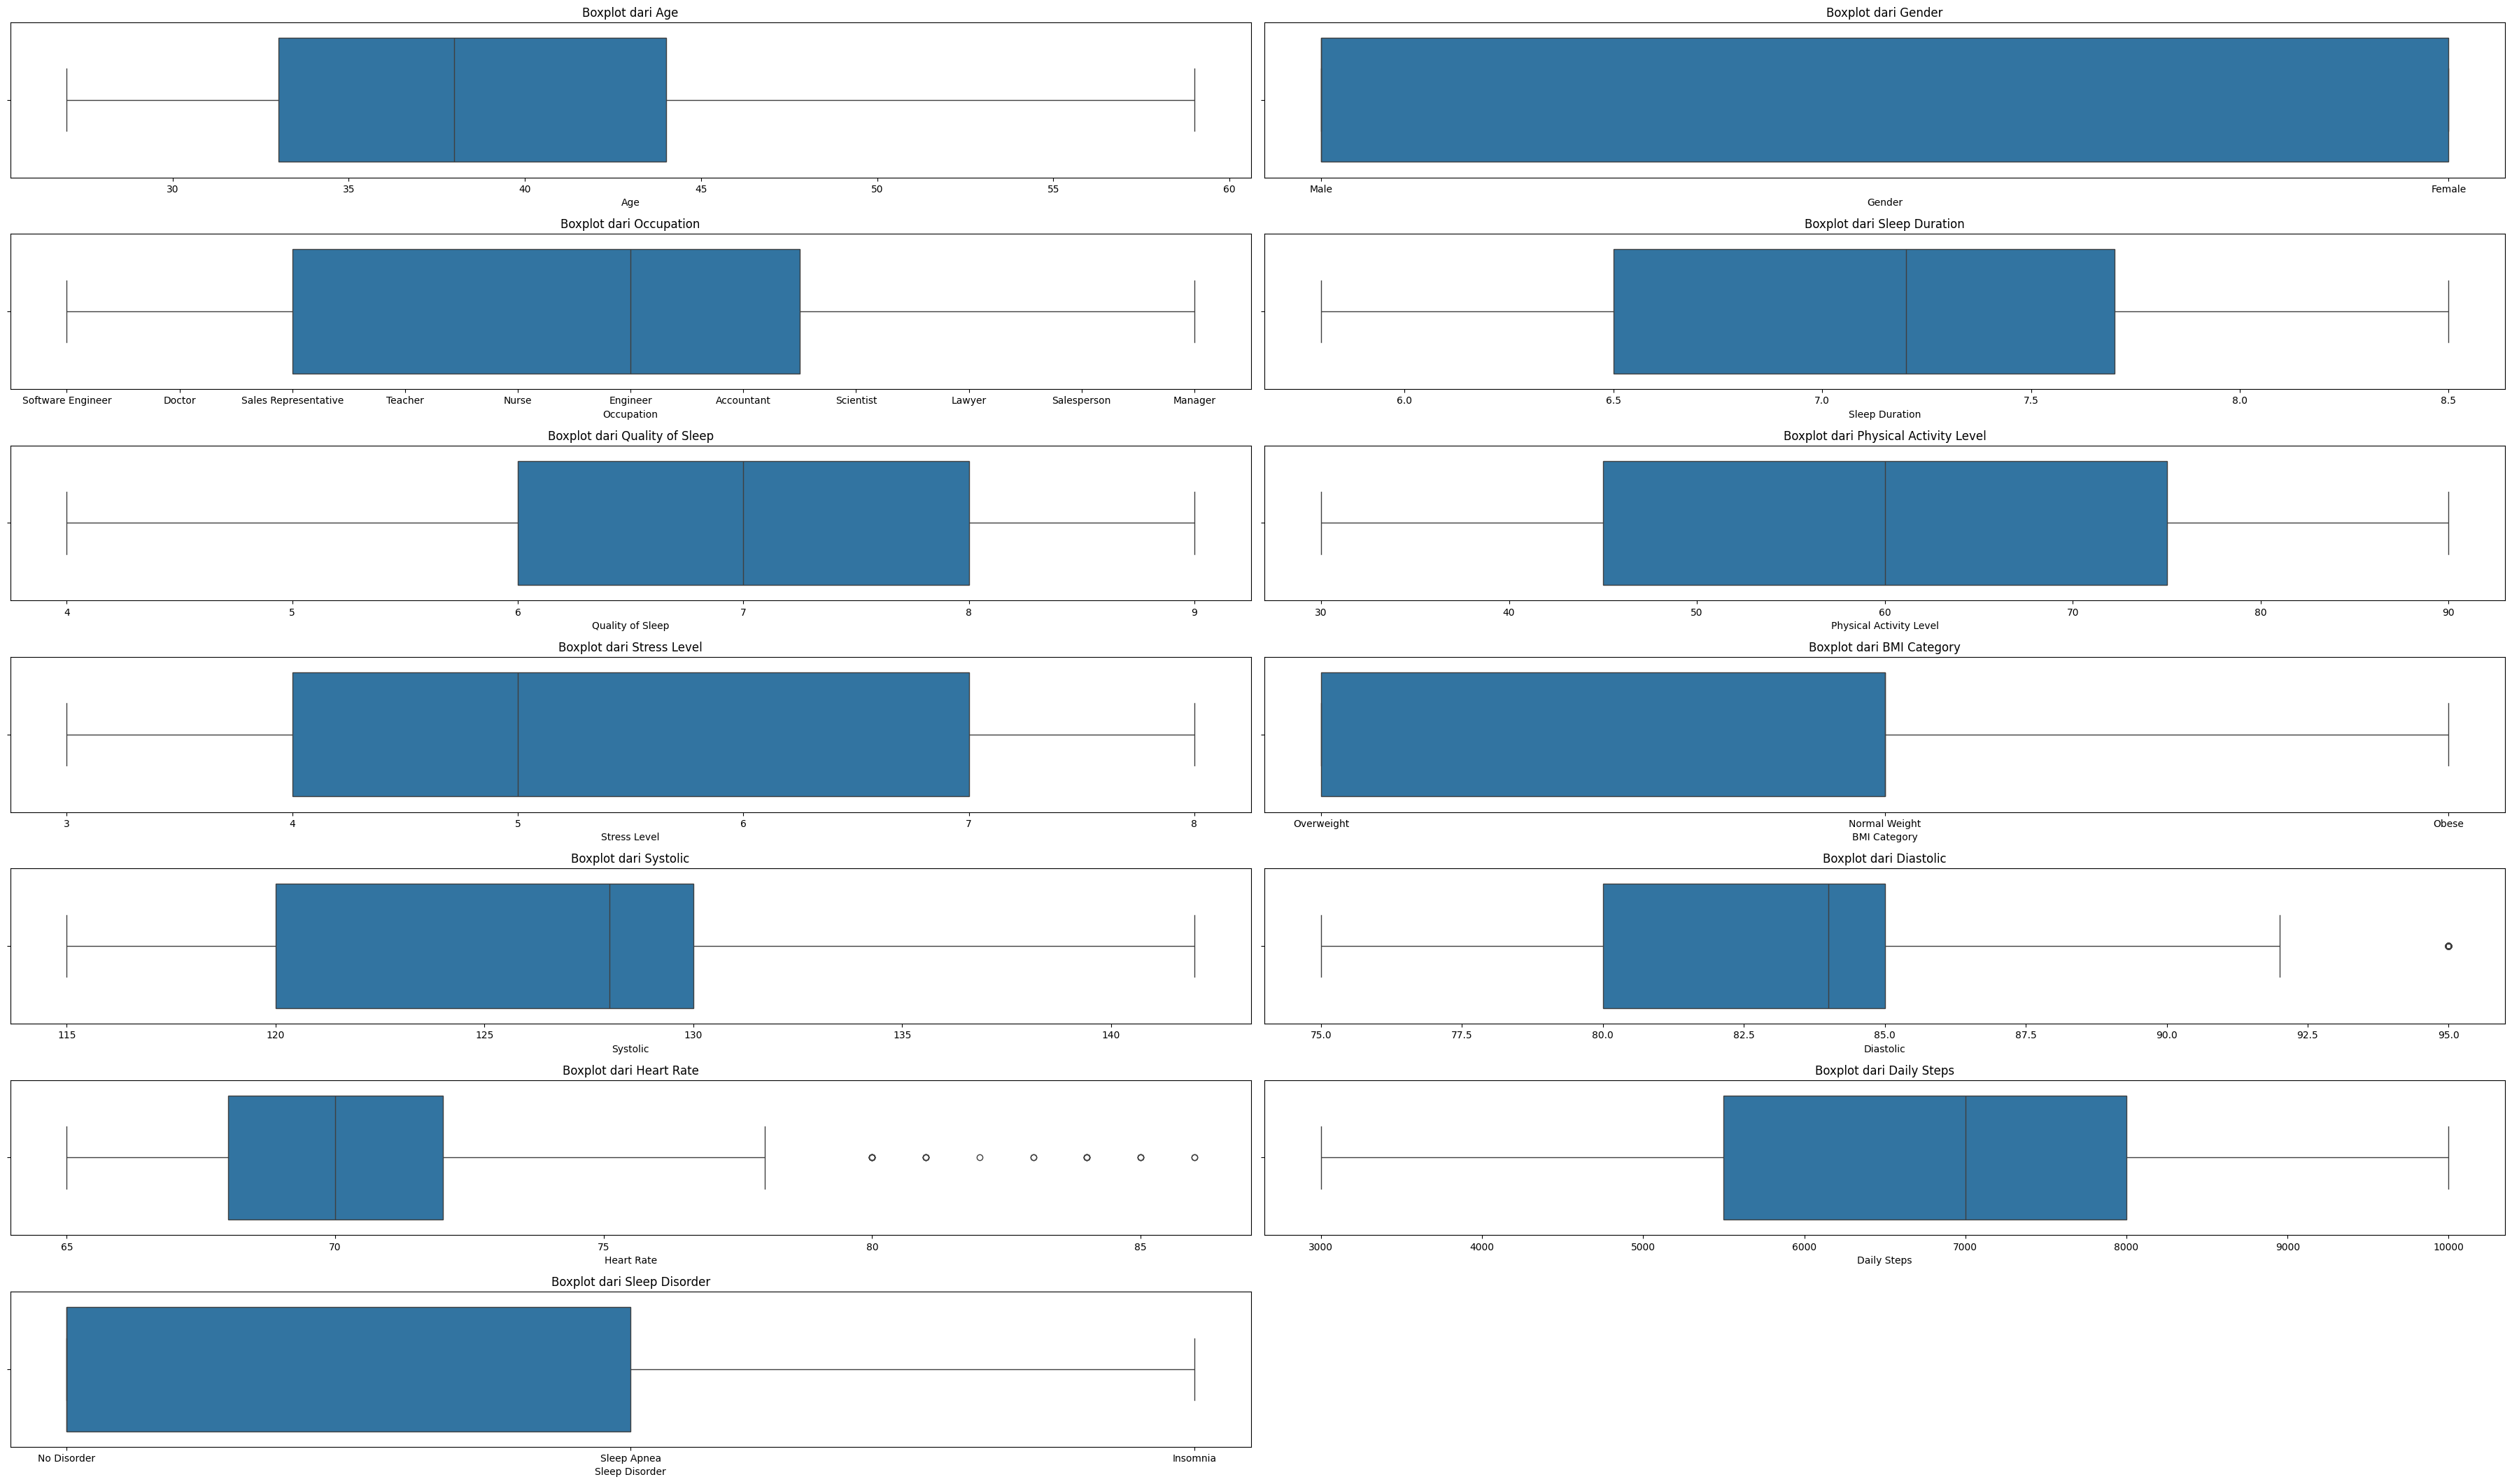 Boxplot dari Age
30 35 40 45 50 55 60
Age
Boxplot dari Gender
Male Female
Gender
Boxplot dari Occupation
Software Engineer Doctor Sales Representative Teacher Nurse Engineer Accountant Scientist Lawyer Salesperson Manager
Occupation
Boxplot dari Sleep Duration
6.0 6.5 7.0 7.5 8.0 8.5
Sleep Duration
Boxplot dari Quality of Sleep
4 5 6 7 8 9
Quality of Sleep
Boxplot dari Physical Activity Level
30 40 50 60 70 80 90
Physical Activity Level
Boxplot dari Stress Level
3 4 5 6 7 8
Stress Level
Boxplot dari BMI Category
Overweight Normal Weight Obese
BMI Category
Boxplot dari Systolic
115 120 125 130 135 140
Systolic
Boxplot dari Diastolic
75.0 77.5 80.0 82.5 85.0 87.5 90.0 92.5 95.0
Diastolic
Boxplot dari Heart Rate
65 70 75 80 85
Heart Rate
Boxplot dari Daily Steps
3000 4000 5000 6000 7000 8000 9000 10000
Daily Steps
Boxplot dari Sleep Disorder
No Disorder Sleep Apnea Insomnia
Sleep Disorder